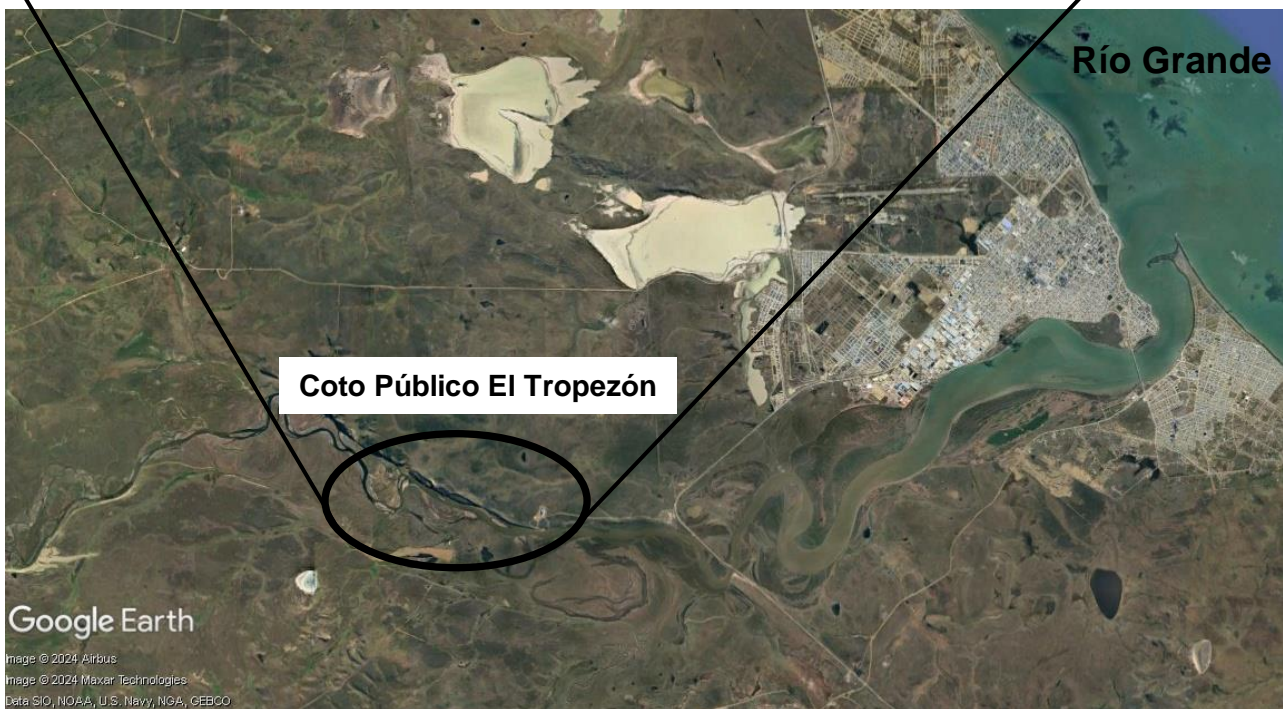 Río Grande
Coto Público El Tropezón
Google Earth
Image © 2024 Airbus
Image © 2024 Maxar Technologies
Data SIO, NOAA, U.S. Navy, NGA, GEBCO